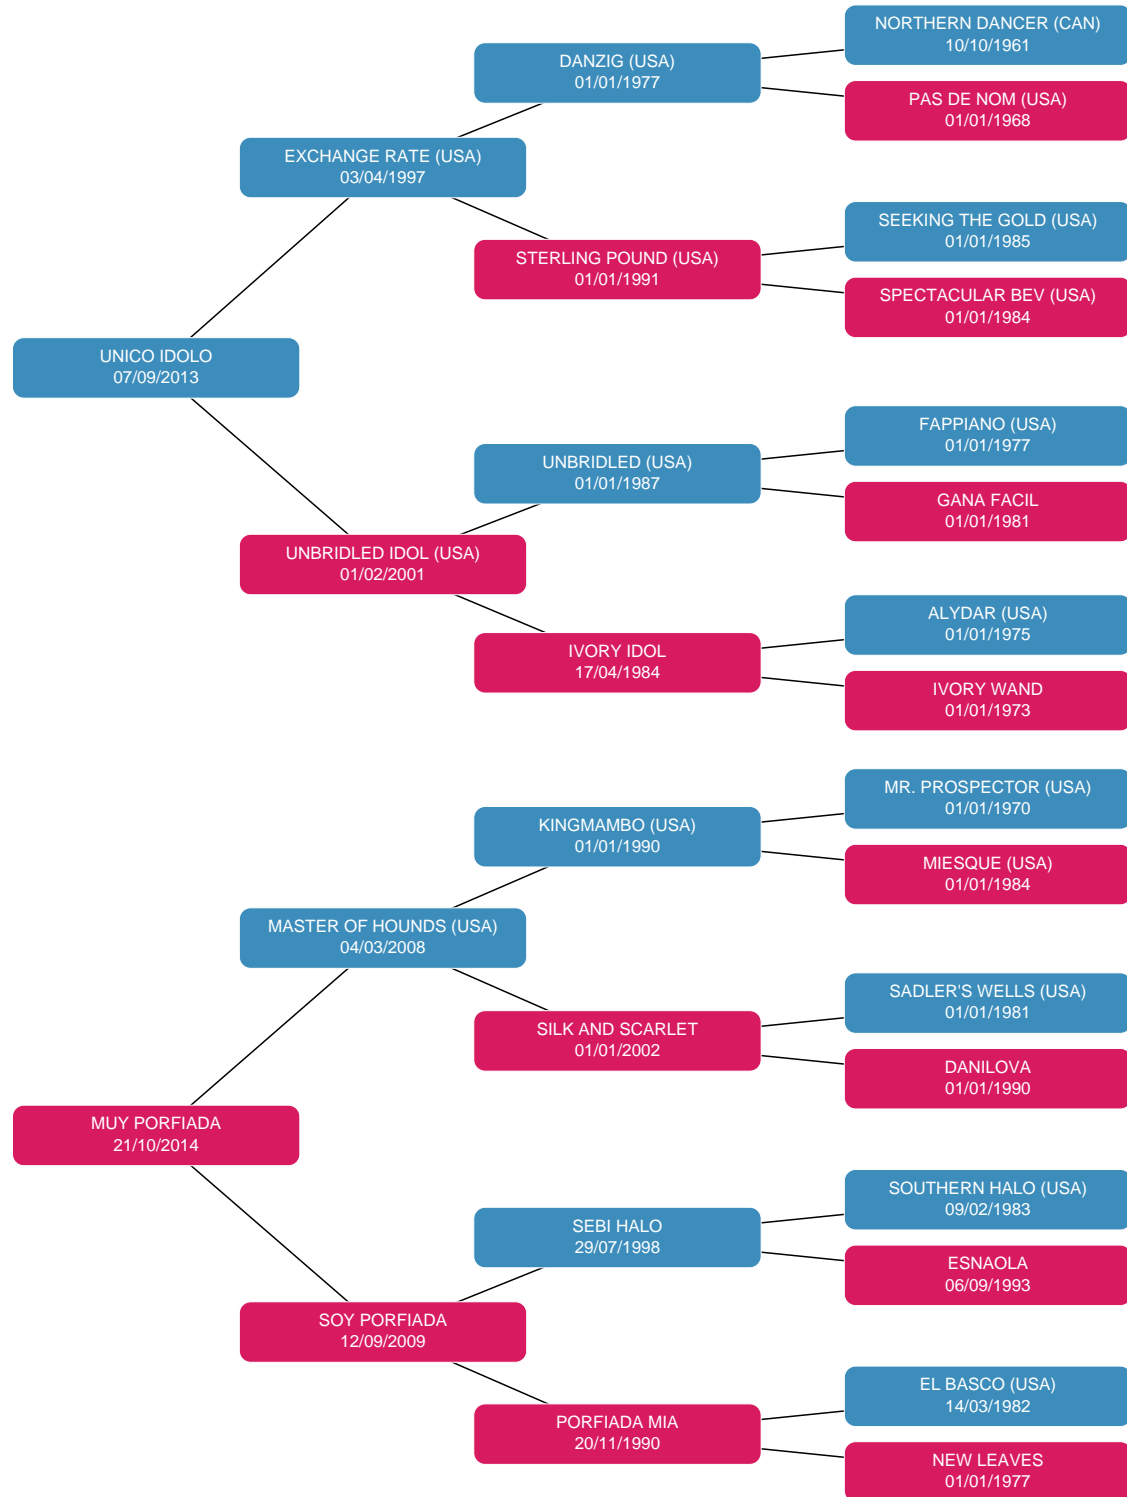 NORTHERN DANCER (CAN)
10/10/1961
DANZIG (USA)
01/01/1977
PAS DE NOM (USA)
01/01/1968
EXCHANGE RATE (USA)
03/04/1997
SEEKING THE GOLD (USA)
01/01/1985
STERLING POUND (USA)
01/01/1991
SPECTACULAR BEV (USA)
01/01/1984
UNICO IDOLO
07/09/2013
FAPPIANO (USA)
01/01/1977
UNBRIDLED (USA)
01/01/1987
GANA FACIL
01/01/1981
UNBRIDLED IDOL (USA)
01/02/2001
ALYDAR (USA)
01/01/1975
IVORY IDOL
17/04/1984
IVORY WAND
01/01/1973
MR. PROSPECTOR (USA)
01/01/1970
KINGMAMBO (USA)
01/01/1990
MIESQUE (USA)
01/01/1984
MASTER OF HOUNDS (USA)
04/03/2008
SADLER'S WELLS (USA)
01/01/1981
SILK AND SCARLET
01/01/2002
DANILOVA
01/01/1990
MUY PORFIADA
21/10/2014
SOUTHERN HALO (USA)
09/02/1983
SEBI HALO
29/07/1998
ESNAOLA
06/09/1993
SOY PORFIADA
12/09/2009
EL BASCO (USA)
14/03/1982
PORFIADA MIA
20/11/1990
NEW LEAVES
01/01/1977